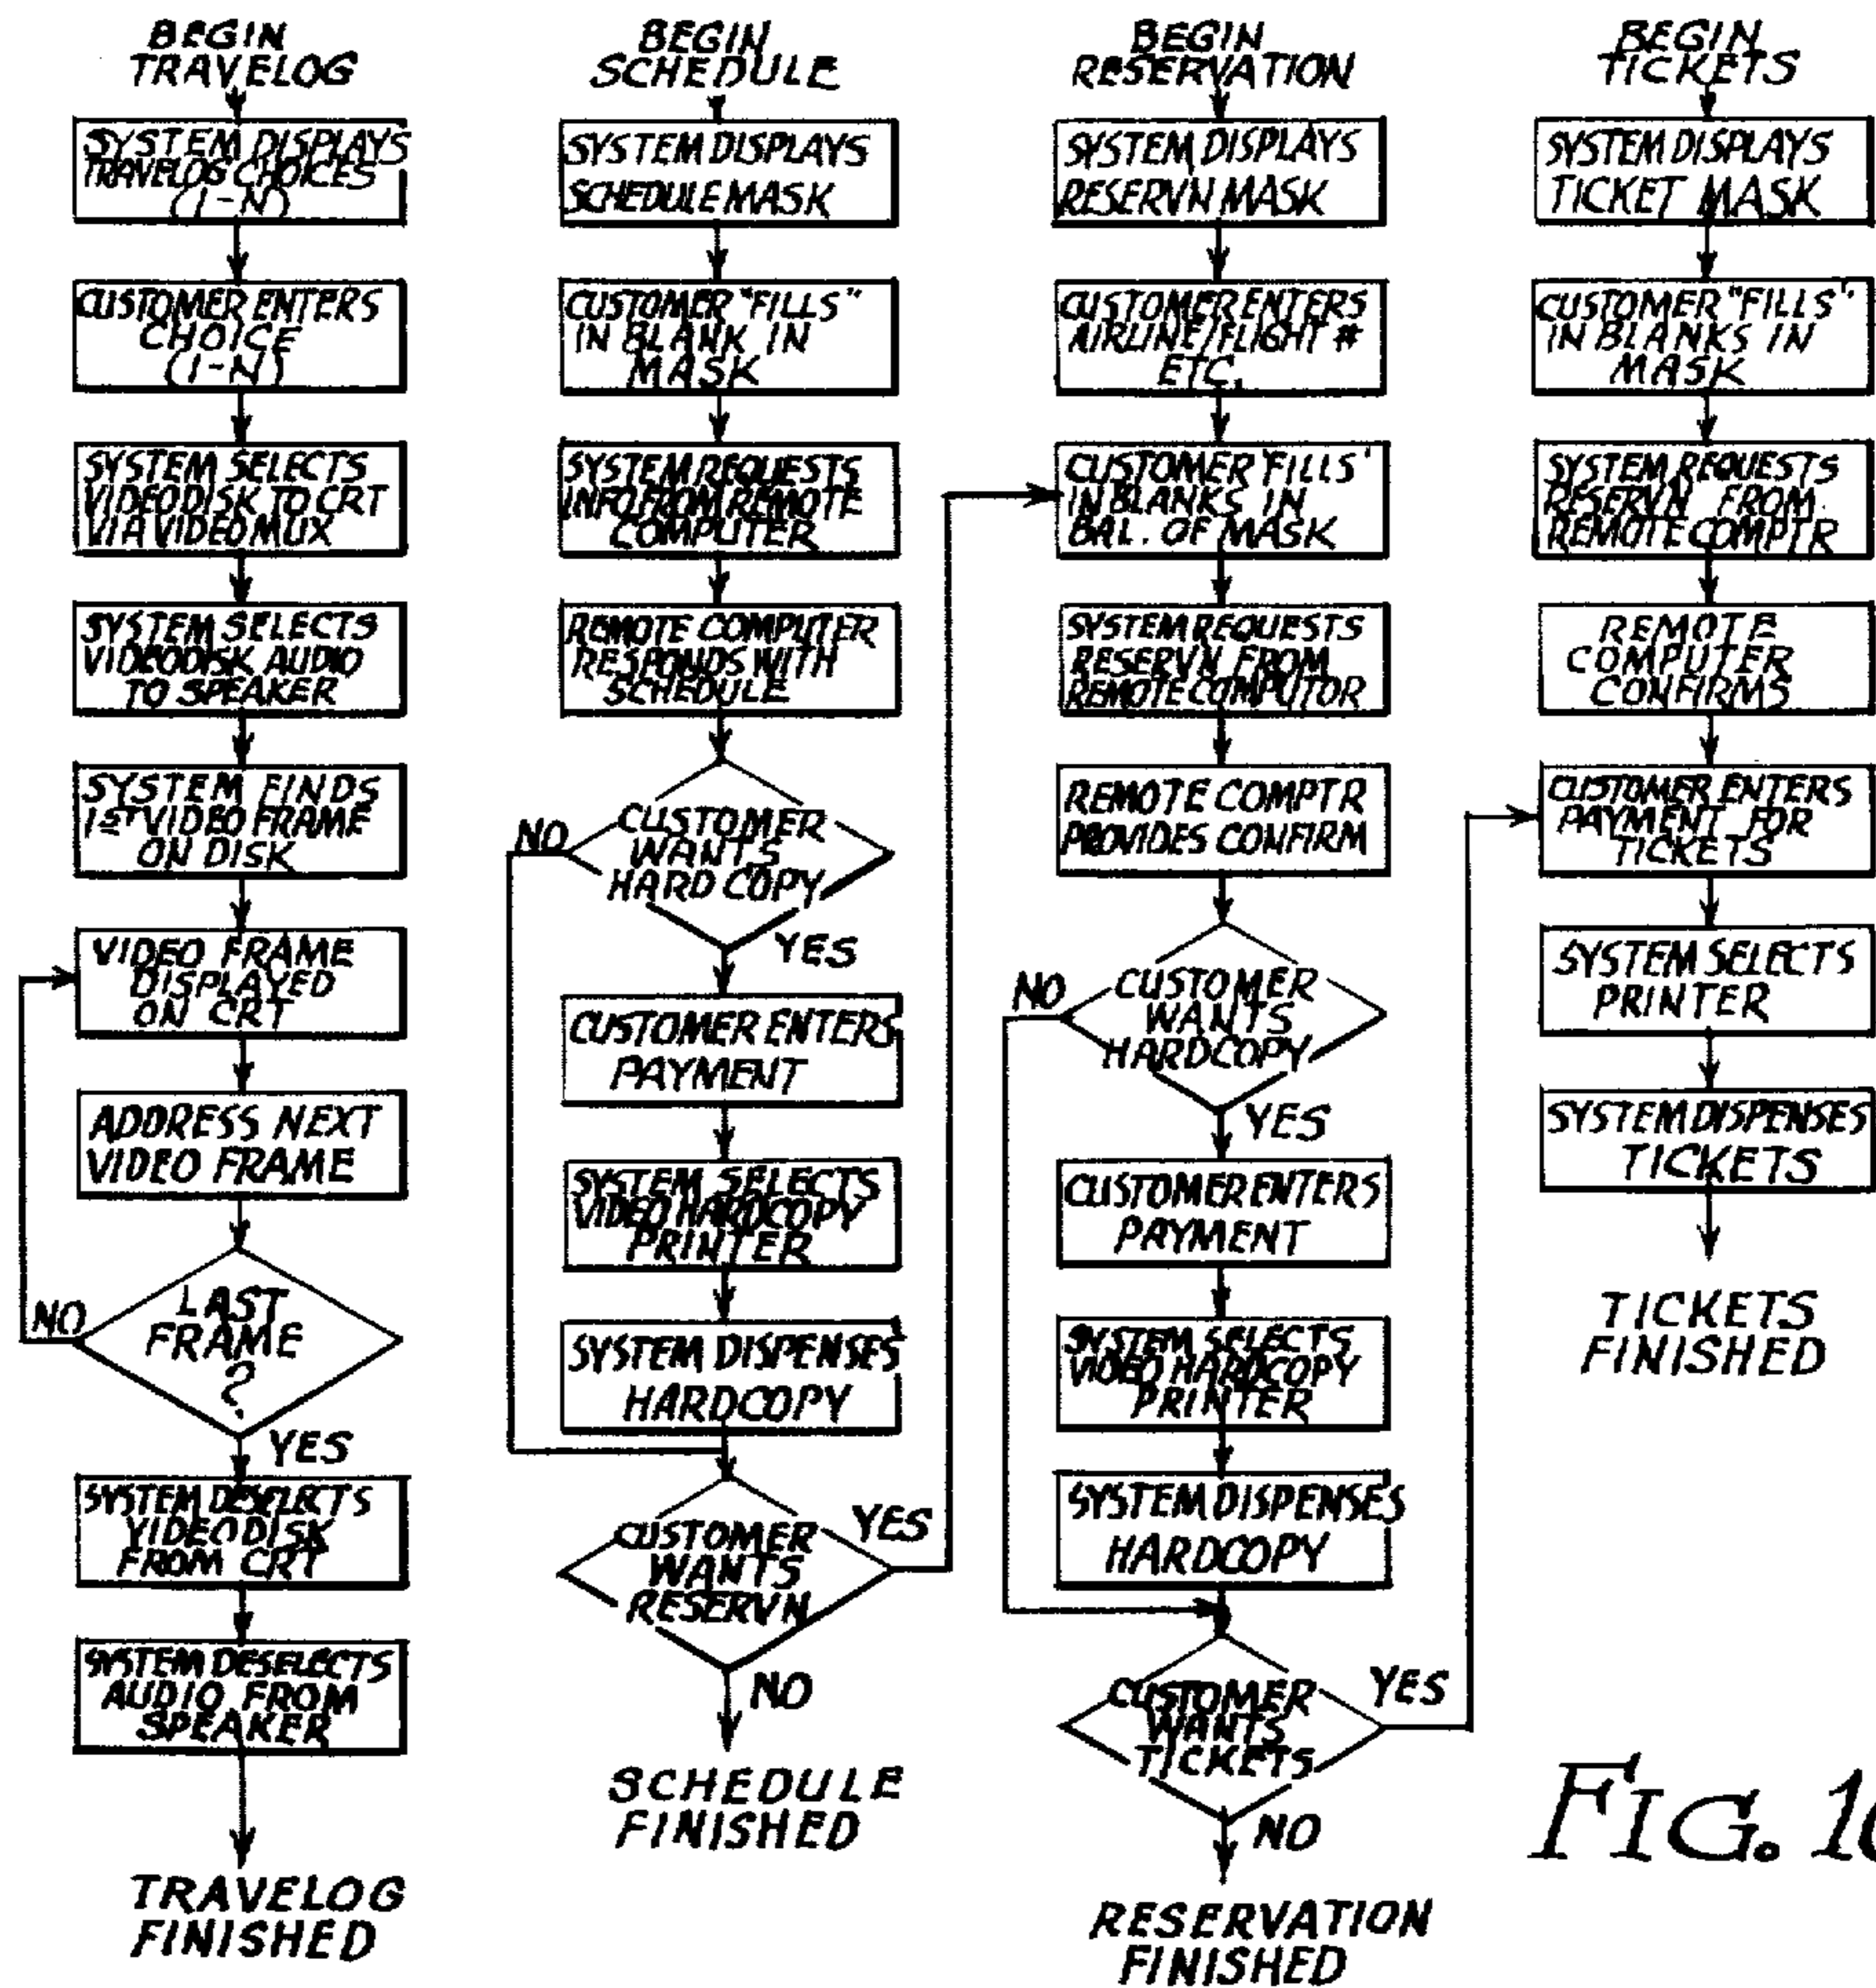 BEGIN
TRAVELOG
SYSTEM DISPLAYS
TRAVELOG CHOICES
(1-N)
CUSTOMER ENTERS
CHOICE
(1-N)
SYSTEM SELECTS
VIDEODISK TO CRT
VIA VIDEO MUX
SYSTEM SELECTS
VIDEODISK AUDIO
TO SPEAKER
SYSTEM FINDS
1ST VIDEO FRAME
ON DISK
VIDEO FRAME
DISPLAYED
ON CRT
ADDRESS NEXT
VIDEO FRAME
LAST
FRAME
?
NO
YES
SYSTEM DESELECTS
VIDEODISK
FROM CRT
SYSTEM DESELECTS
AUDIO FROM
SPEAKER
TRAVELOG
FINISHED
BEGIN
SCHEDULE
SYSTEM DISPLAYS
SCHEDULE MASK
CUSTOMER "FILLS"
IN BLANK IN
MASK
SYSTEM REQUESTS
INFO FROM REMOTE
COMPUTER
REMOTE COMPUTER
RESPONDS WITH
SCHEDULE
NO
CUSTOMER
WANTS
HARD COPY
YES
CUSTOMER ENTERS
PAYMENT
SYSTEM SELECTS
VIDEO HARDCOPY
PRINTER
SYSTEM DISPENSES
HARDCOPY
CUSTOMER
WANTS
RESERVN
YES
NO
SCHEDULE
FINISHED
BEGIN
RESERVATION
SYSTEM DISPLAYS
RESERVN MASK
CUSTOMER ENTERS
AIRLINE/FLIGHT #
ETC.
CUSTOMER 'FILLS'
IN BLANKS IN
BAL. OF MASK
SYSTEM REQUESTS
RESERVN FROM
REMOTE COMPUTOR
REMOTE COMPTR
PROVIDES CONFIRM
NO
CUSTOMER
WANTS
HARDCOPY
YES
CUSTOMER ENTERS
PAYMENT
SYSTEM SELECTS
VIDEO HARDCOPY
PRINTER
SYSTEM DISPENSES
HARDCOPY
CUSTOMER
WANTS
TICKETS
YES
NO
RESERVATION
FINISHED
BEGIN
TICKETS
SYSTEM DISPLAYS
TICKET MASK
CUSTOMER "FILLS"
IN BLANKS IN
MASK
SYSTEM REQUESTS
RESERVN FROM
REMOTE COMPTR
REMOTE
COMPUTER
CONFIRMS
CUSTOMER ENTERS
PAYMENT FOR
TICKETS
SYSTEM SELECTS
PRINTER
SYSTEM DISPENSES
TICKETS
TICKETS
FINISHED
FIG.